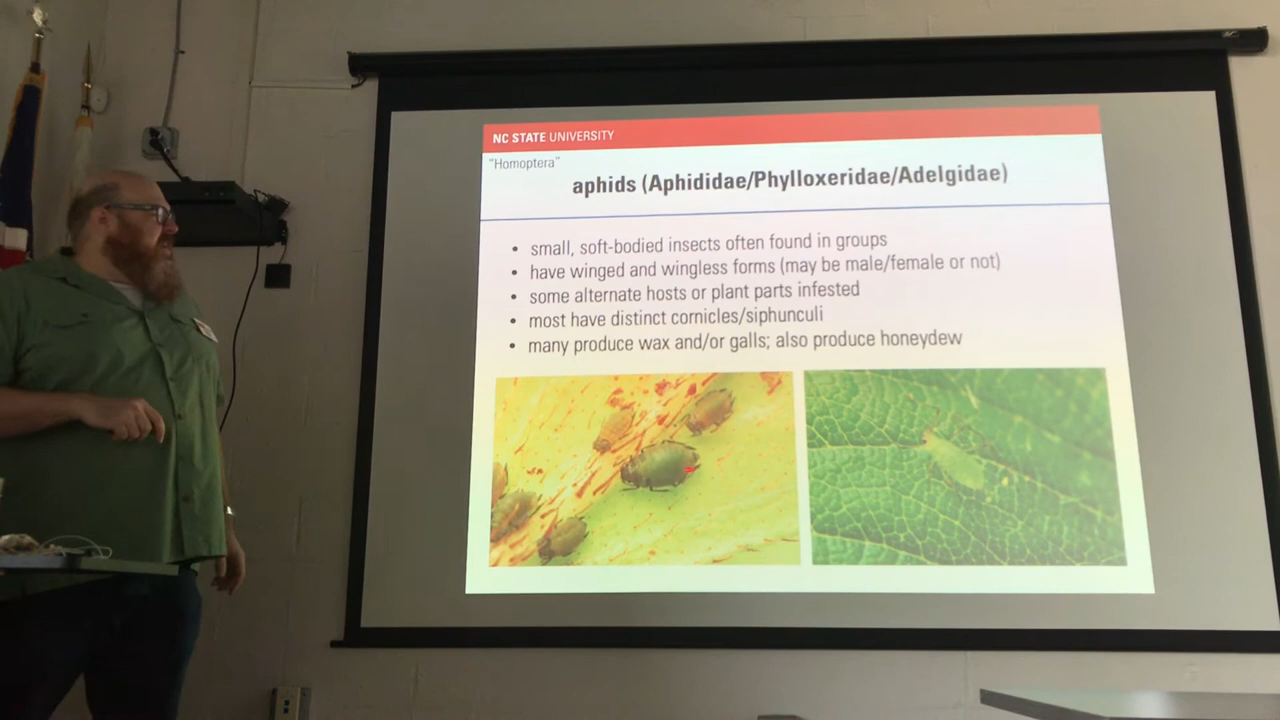 NC STATE UNIVERSITY
"Homoptera"
aphids (Aphididae/Phylloxeridae/Adelgidae)
• small, soft-bodied insects often found in groups
• have winged and wingless forms (may be male/female or not)
• some alternate hosts or plant parts infested
• most have distinct cornicles/siphunculi
• many produce wax and/or galls; also produce honeydew